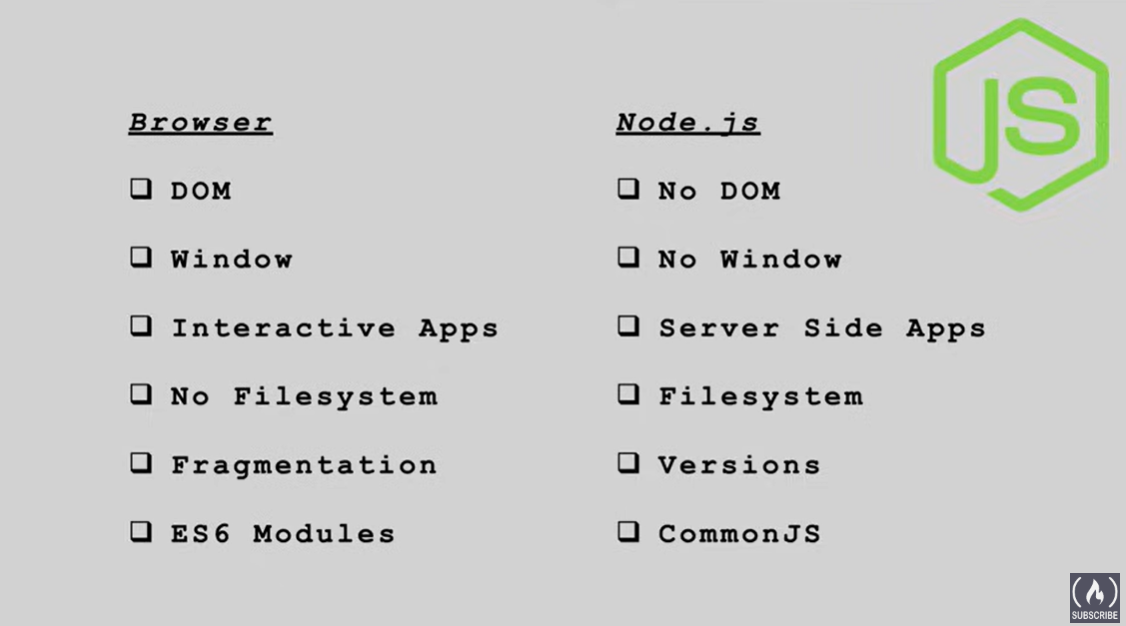 Browser
❑ DOM
❑ Window
❑ Interactive Apps
❑ No Filesystem
❑ Fragmentation
❑ ES6 Modules
Node.js
❑ No DOM
❑ No Window
❑ Server Side Apps
❑ Filesystem
❑ Versions
❑ CommonJS
JS
SUBSCRIBE